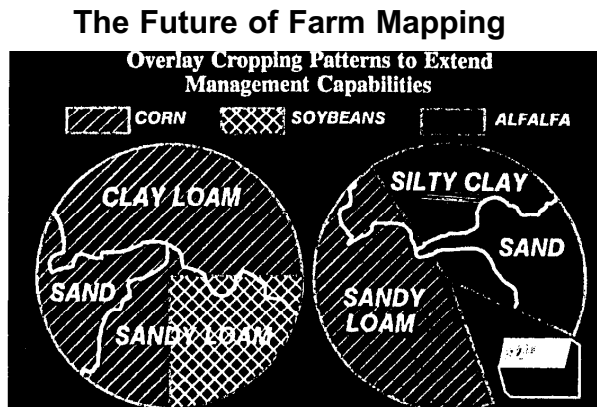 The Future of Farm Mapping
Overlay Cropping Patterns to Extend
Management Capabilities
CORN
SOYBEANS
ALFALFA
CLAY LOAM
SAND
SANDY LOAM
SILTY CLAY
SAND
SANDY
LOAM